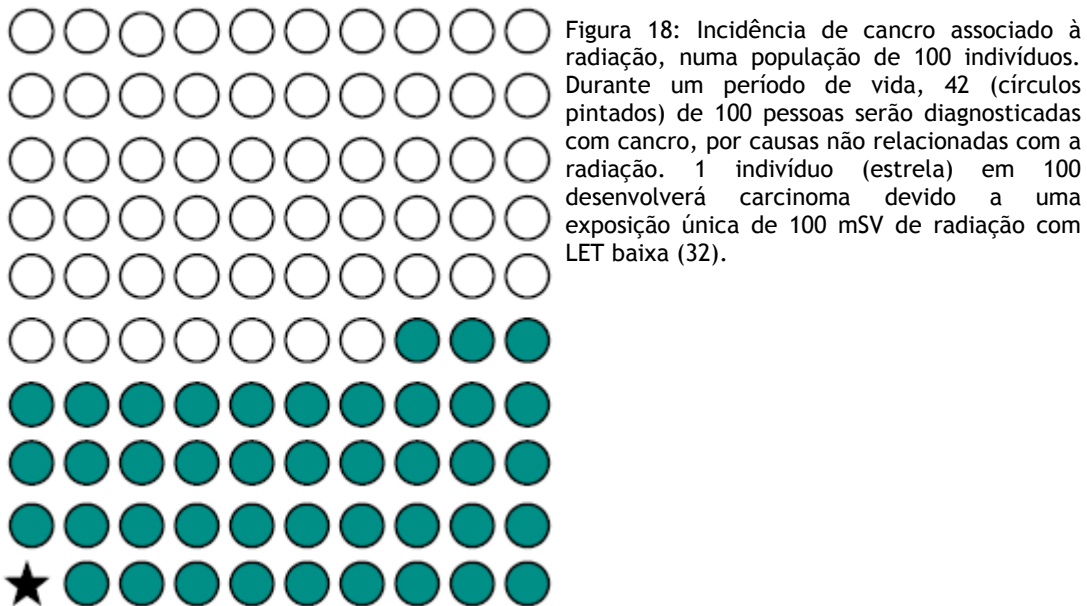 Figura 18: Incidência de cancro associado à
radiação, numa população de 100 indivíduos.
Durante um período de vida, 42 (círculos
pintados) de 100 pessoas serão diagnosticadas
com cancro, por causas não relacionadas com a
radiação. 1 indivíduo (estrela) em 100
desenvolverá carcinoma devido a uma
exposição única de 100 mSV de radiação com
LET baixa (32).